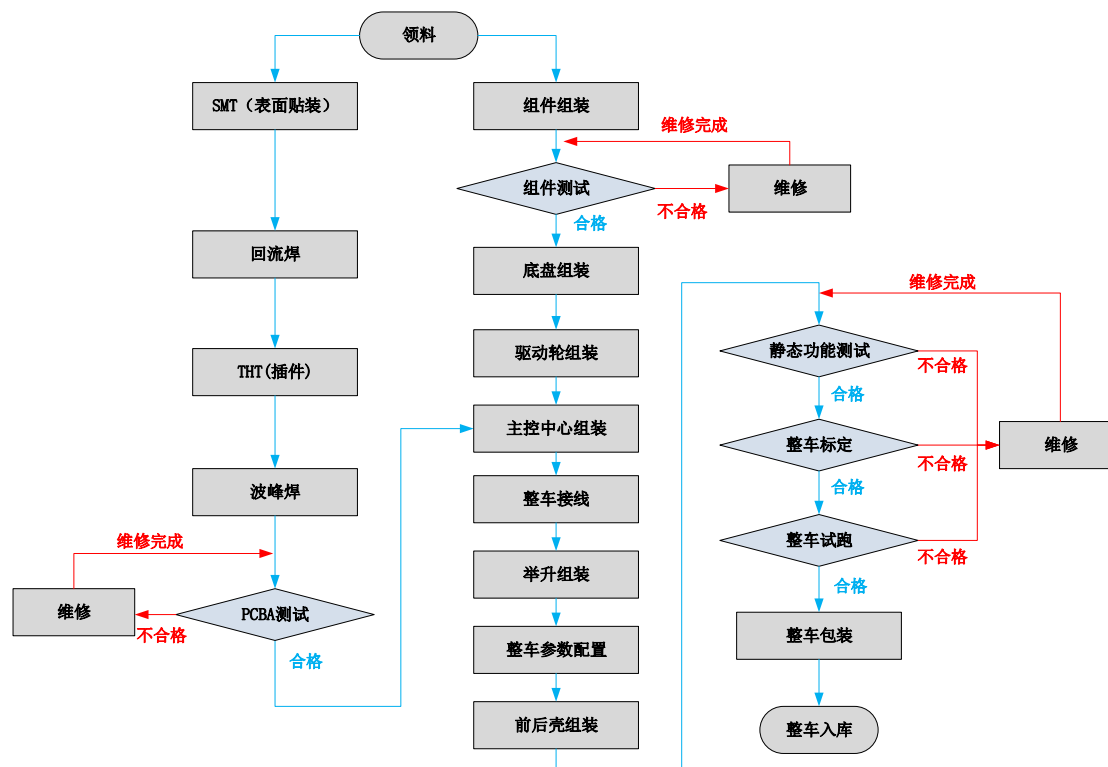 领料
SMT（表面贴装）
回流焊
THT(插件)
波峰焊
维修完成
维修
PCBA测试
不合格
合格
组件组装
维修完成
组件测试
维修
不合格
合格
底盘组装
驱动轮组装
主控中心组装
整车接线
举升组装
整车参数配置
前后壳组装
维修完成
静态功能测试
不合格
合格
整车标定
维修
不合格
合格
整车试跑
不合格
合格
整车包装
整车入库